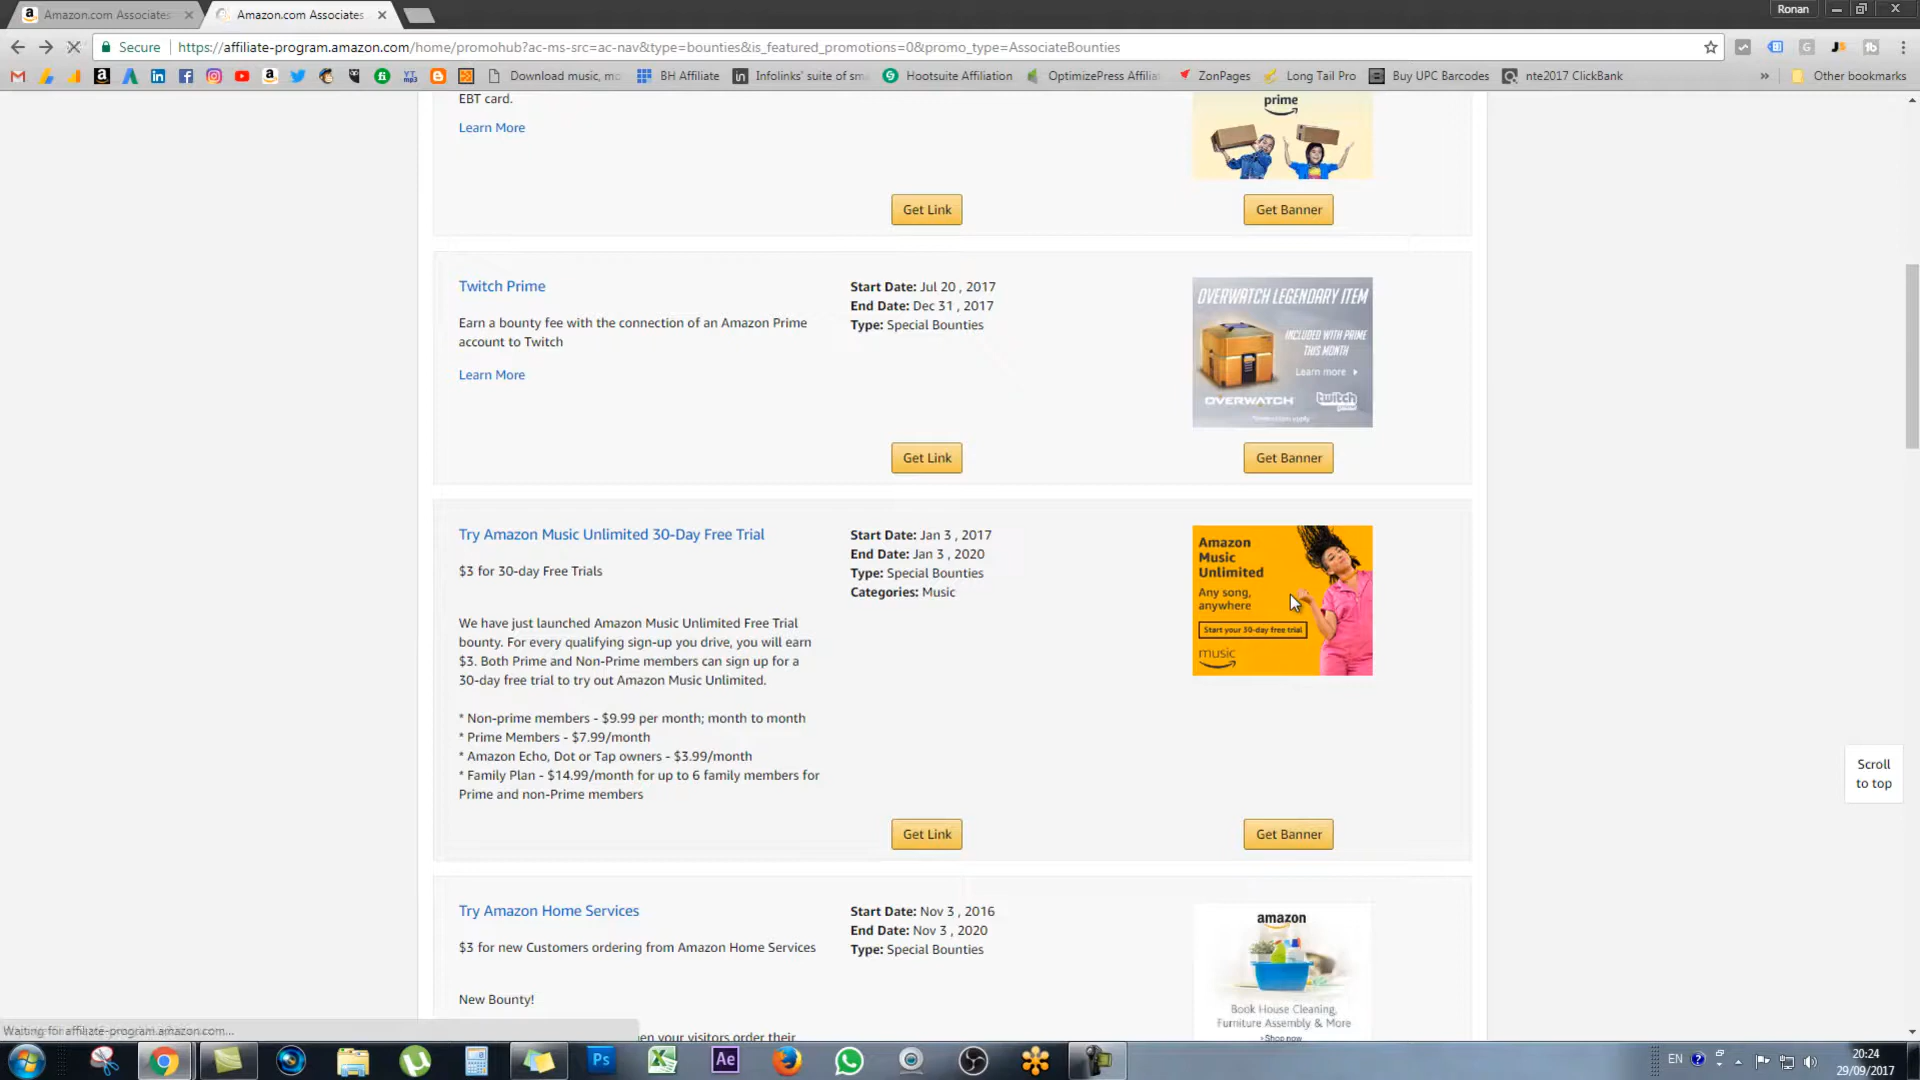 Amazon.com Associates
Amazon.com Associates
Ronan
Secure
https://affiliate-program.amazon.com/home/promohub?ac-ms-src=ac-nav&type=bounties&is_featured_promotions=0&promo_type=AssociateBounties
Download music, mo
BH Affiliate
Infolinks' suite of sma
Hootsuite Affiliation
OptimizePress Affilia
ZonPages
Long Tail Pro
Buy UPC Barcodes
nte2017 ClickBank
»
Other bookmarks
EBT card.
Learn More
prime
Get Link
Get Banner
Twitch Prime
Earn a bounty fee with the connection of an Amazon Prime
account to Twitch
Learn More
Start Date: Jul 20 , 2017
End Date: Dec 31 , 2017
Type: Special Bounties
OVERWATCH LEGENDARY ITEM
INCLUDED WITH PRIME
THIS MONTH
Learn more
OVERWATCH
twitch
Get Link
Get Banner
Try Amazon Music Unlimited 30-Day Free Trial
$3 for 30-day Free Trials
We have just launched Amazon Music Unlimited Free Trial
bounty. For every qualifying sign-up you drive, you will earn
$3. Both Prime and Non-Prime members can sign up for a
30-day free trial to try out Amazon Music Unlimited.
* Non-prime members - $9.99 per month; month to month
* Prime Members - $7.99/month
* Amazon Echo, Dot or Tap owners - $3.99/month
* Family Plan - $14.99/month for up to 6 family members for
Prime and non-Prime members
Start Date: Jan 3 , 2017
End Date: Jan 3 , 2020
Type: Special Bounties
Categories: Music
Amazon
Music
Unlimited
Any song,
anywhere
Start your 30-day free trial
music
Get Link
Get Banner
Scroll
to top
Try Amazon Home Services
$3 for new Customers ordering from Amazon Home Services
New Bounty!
en your visitors order their
Start Date: Nov 3 , 2016
End Date: Nov 3 , 2020
Type: Special Bounties
amazon
Book House Cleaning,
Furniture Assembly & More
›Shop now
Waiting for affiliate-program.amazon.com...
Ps
Ae
EN
20:24
29/09/2017